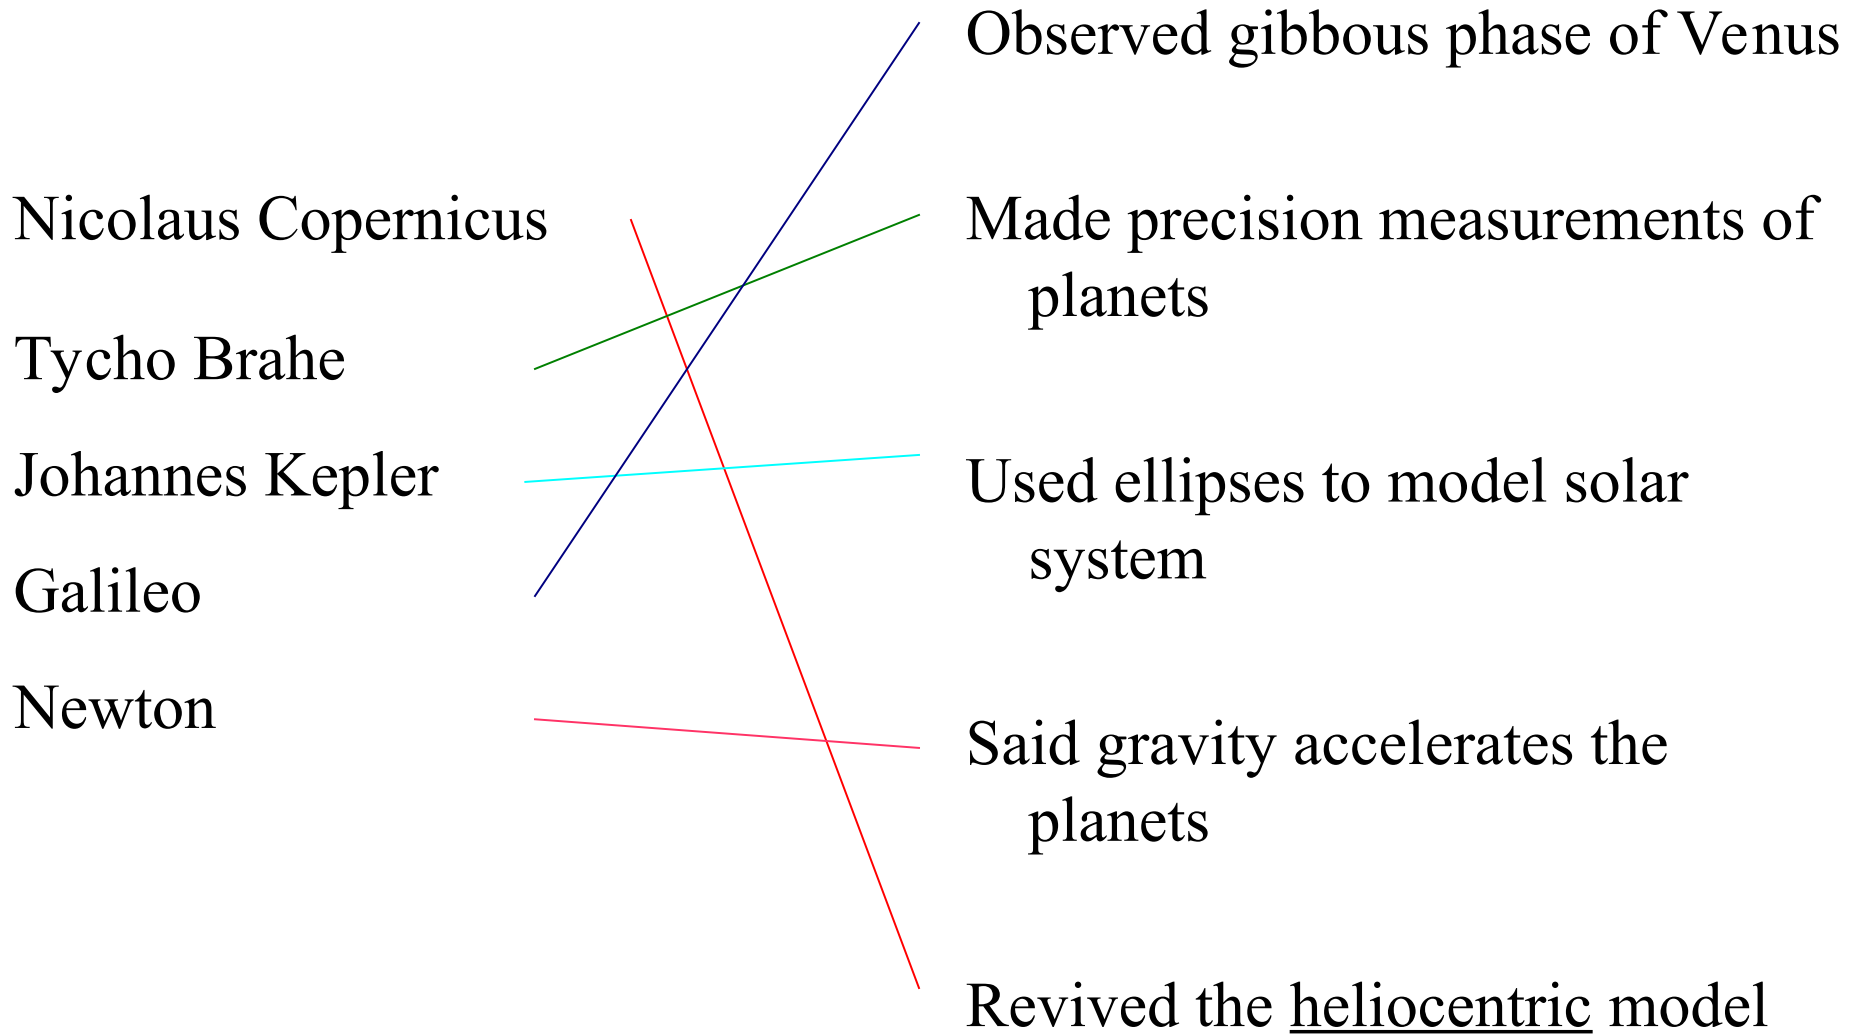 Nicolaus Copernicus
Tycho Brahe
Johannes Kepler
Galileo
Newton
Observed gibbous phase of Venus
Made precision measurements of
planets
Used ellipses to model solar
system
Said gravity accelerates the
planets
Revived the heliocentric model